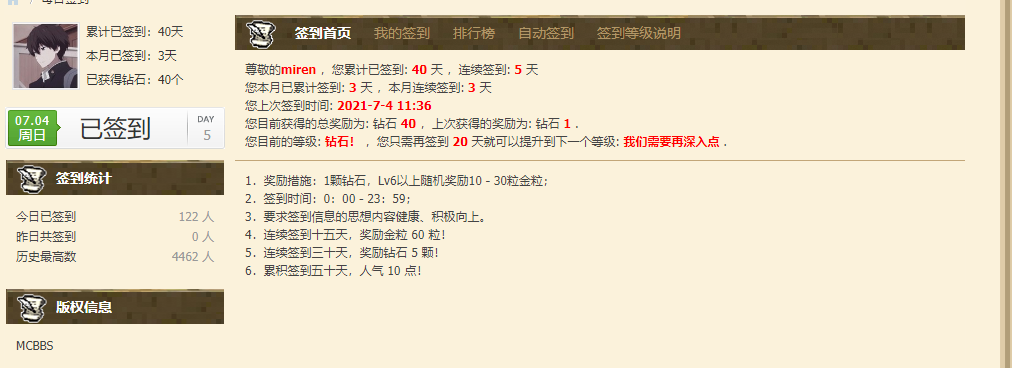 每日签到
累计已签到：40天
本月已签到：3天
已获得钻石：40个
07.04
周日
已签到
DAY
5
签到统计
今日已签到 122 人
昨日共签到 0 人
历史最高数 4462 人
版权信息
MCBBS
签到首页 我的签到 排行榜 自动签到 签到等级说明
尊敬的miren ，您累计已签到: 40 天 ，连续签到: 5 天
您本月已累计签到: 3 天 ，本月连续签到: 3 天
您上次签到时间: 2021-7-4 11:36
您目前获得的总奖励为: 钻石 40 ，上次获得的奖励为: 钻石 1 .
您目前的等级: 钻石！ ，您只需再签到 20 天就可以提升到下一个等级: 我们需要再深入点 .
1．奖励措施：1颗钻石，Lv6以上随机奖励10 - 30粒金粒；
2．签到时间：0：00 - 23：59；
3．要求签到信息的思想内容健康、积极向上。
4．连续签到十五天，奖励金粒 60 粒！
5．连续签到三十天，奖励钻石 5 颗！
6．累积签到五十天，人气 10 点！